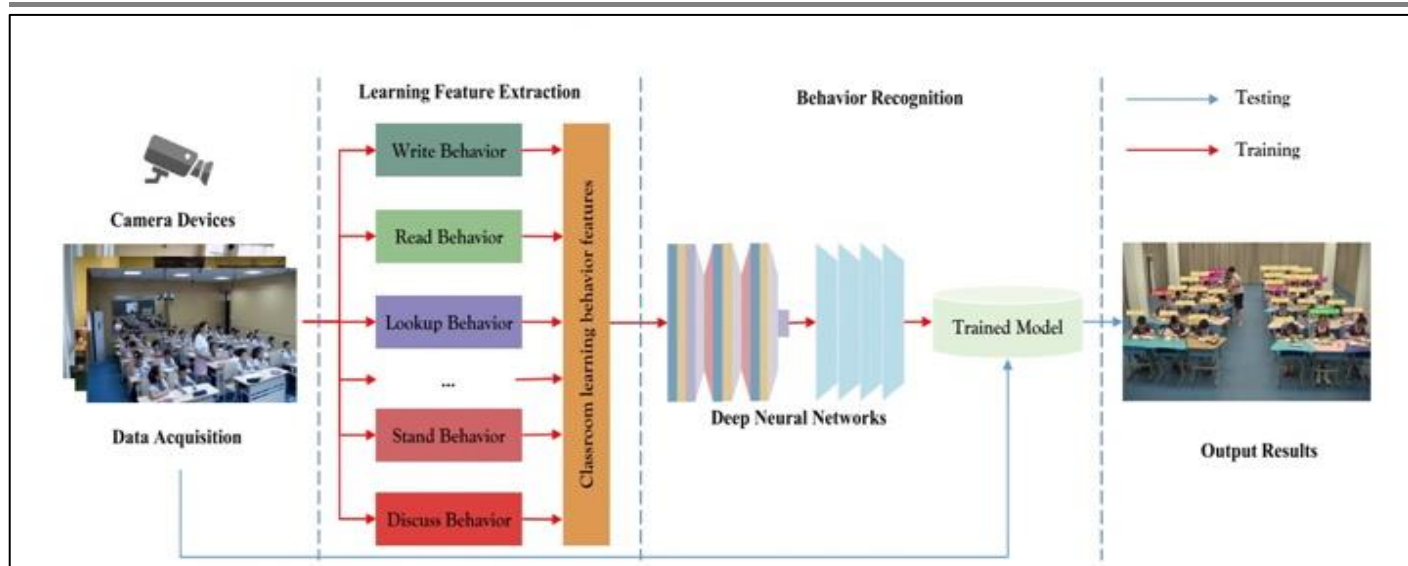 Learning Feature Extraction
Behavior Recognition
Testing
Training
Camera Devices
Data Acquisition
Write Behavior
Read Behavior
Lookup Behavior
...
Stand Behavior
Discuss Behavior
Classroom learning behavior features
Deep Neural Networks
Trained Model
Output Results